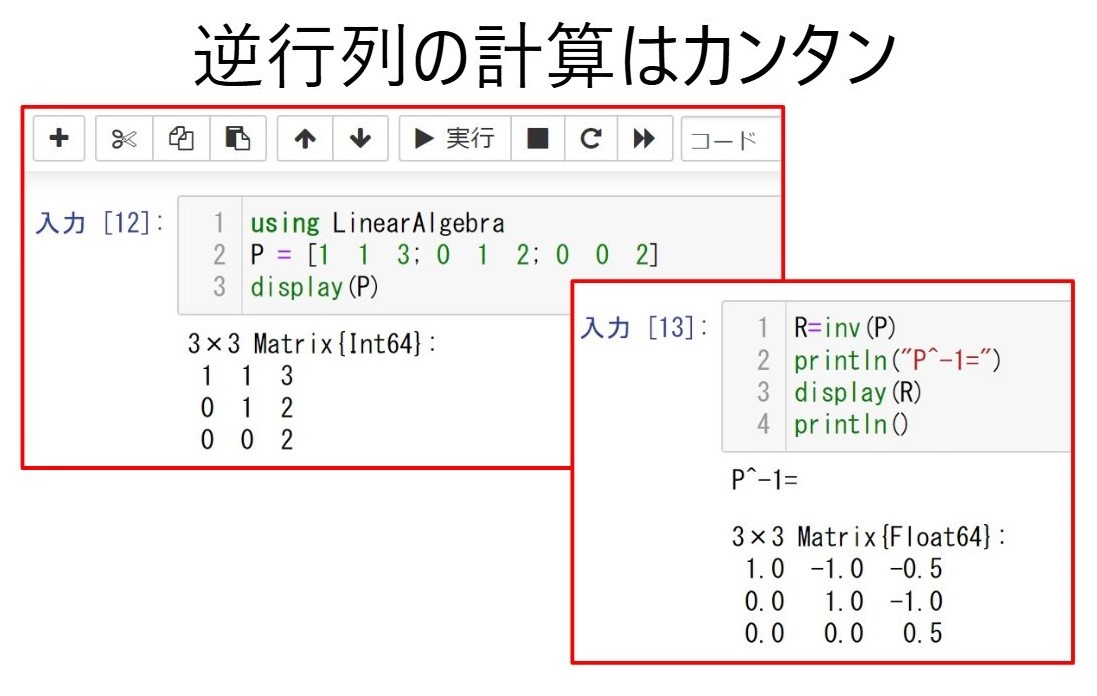 逆行列の計算はカンタン
実行
コード
入力 [12]:
1 using LinearAlgebra
2 P = [1 1 3; 0 1 2; 0 0 2]
3 display(P)
3×3 Matrix{Int64}:
1 1 3
0 1 2
0 0 2
入力 [13]:
1 R=inv(P)
2 println("P^-1=")
3 display(R)
4 println()
P^-1=
3×3 Matrix{Float64}:
1.0 -1.0 -0.5
0.0 1.0 -1.0
0.0 0.0 0.5